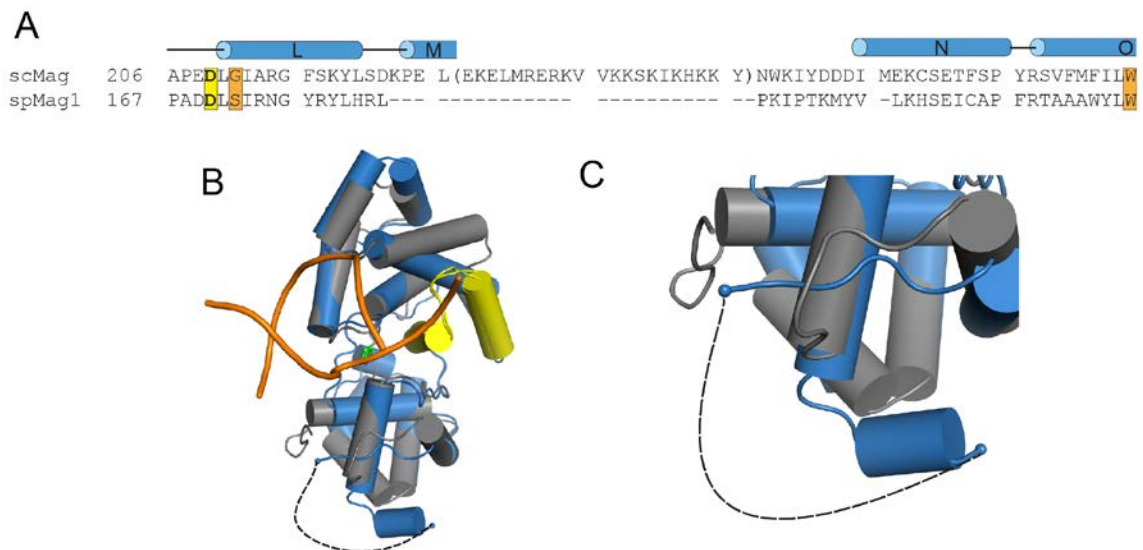 A
L M N O
scMag 206 APEDLGIARG FSKYLSDKPE L(EKELMRERKV VKKSKIKHKK Y)NWKIYDDDI MEKCSETFSP YRSVFMFILW
spMag1 167 PADDLSIRNG YRYLHRL--- ---------- ---------- --PKIPTKMYV -LKHSEICAP FRTAAAWYLW
B
C